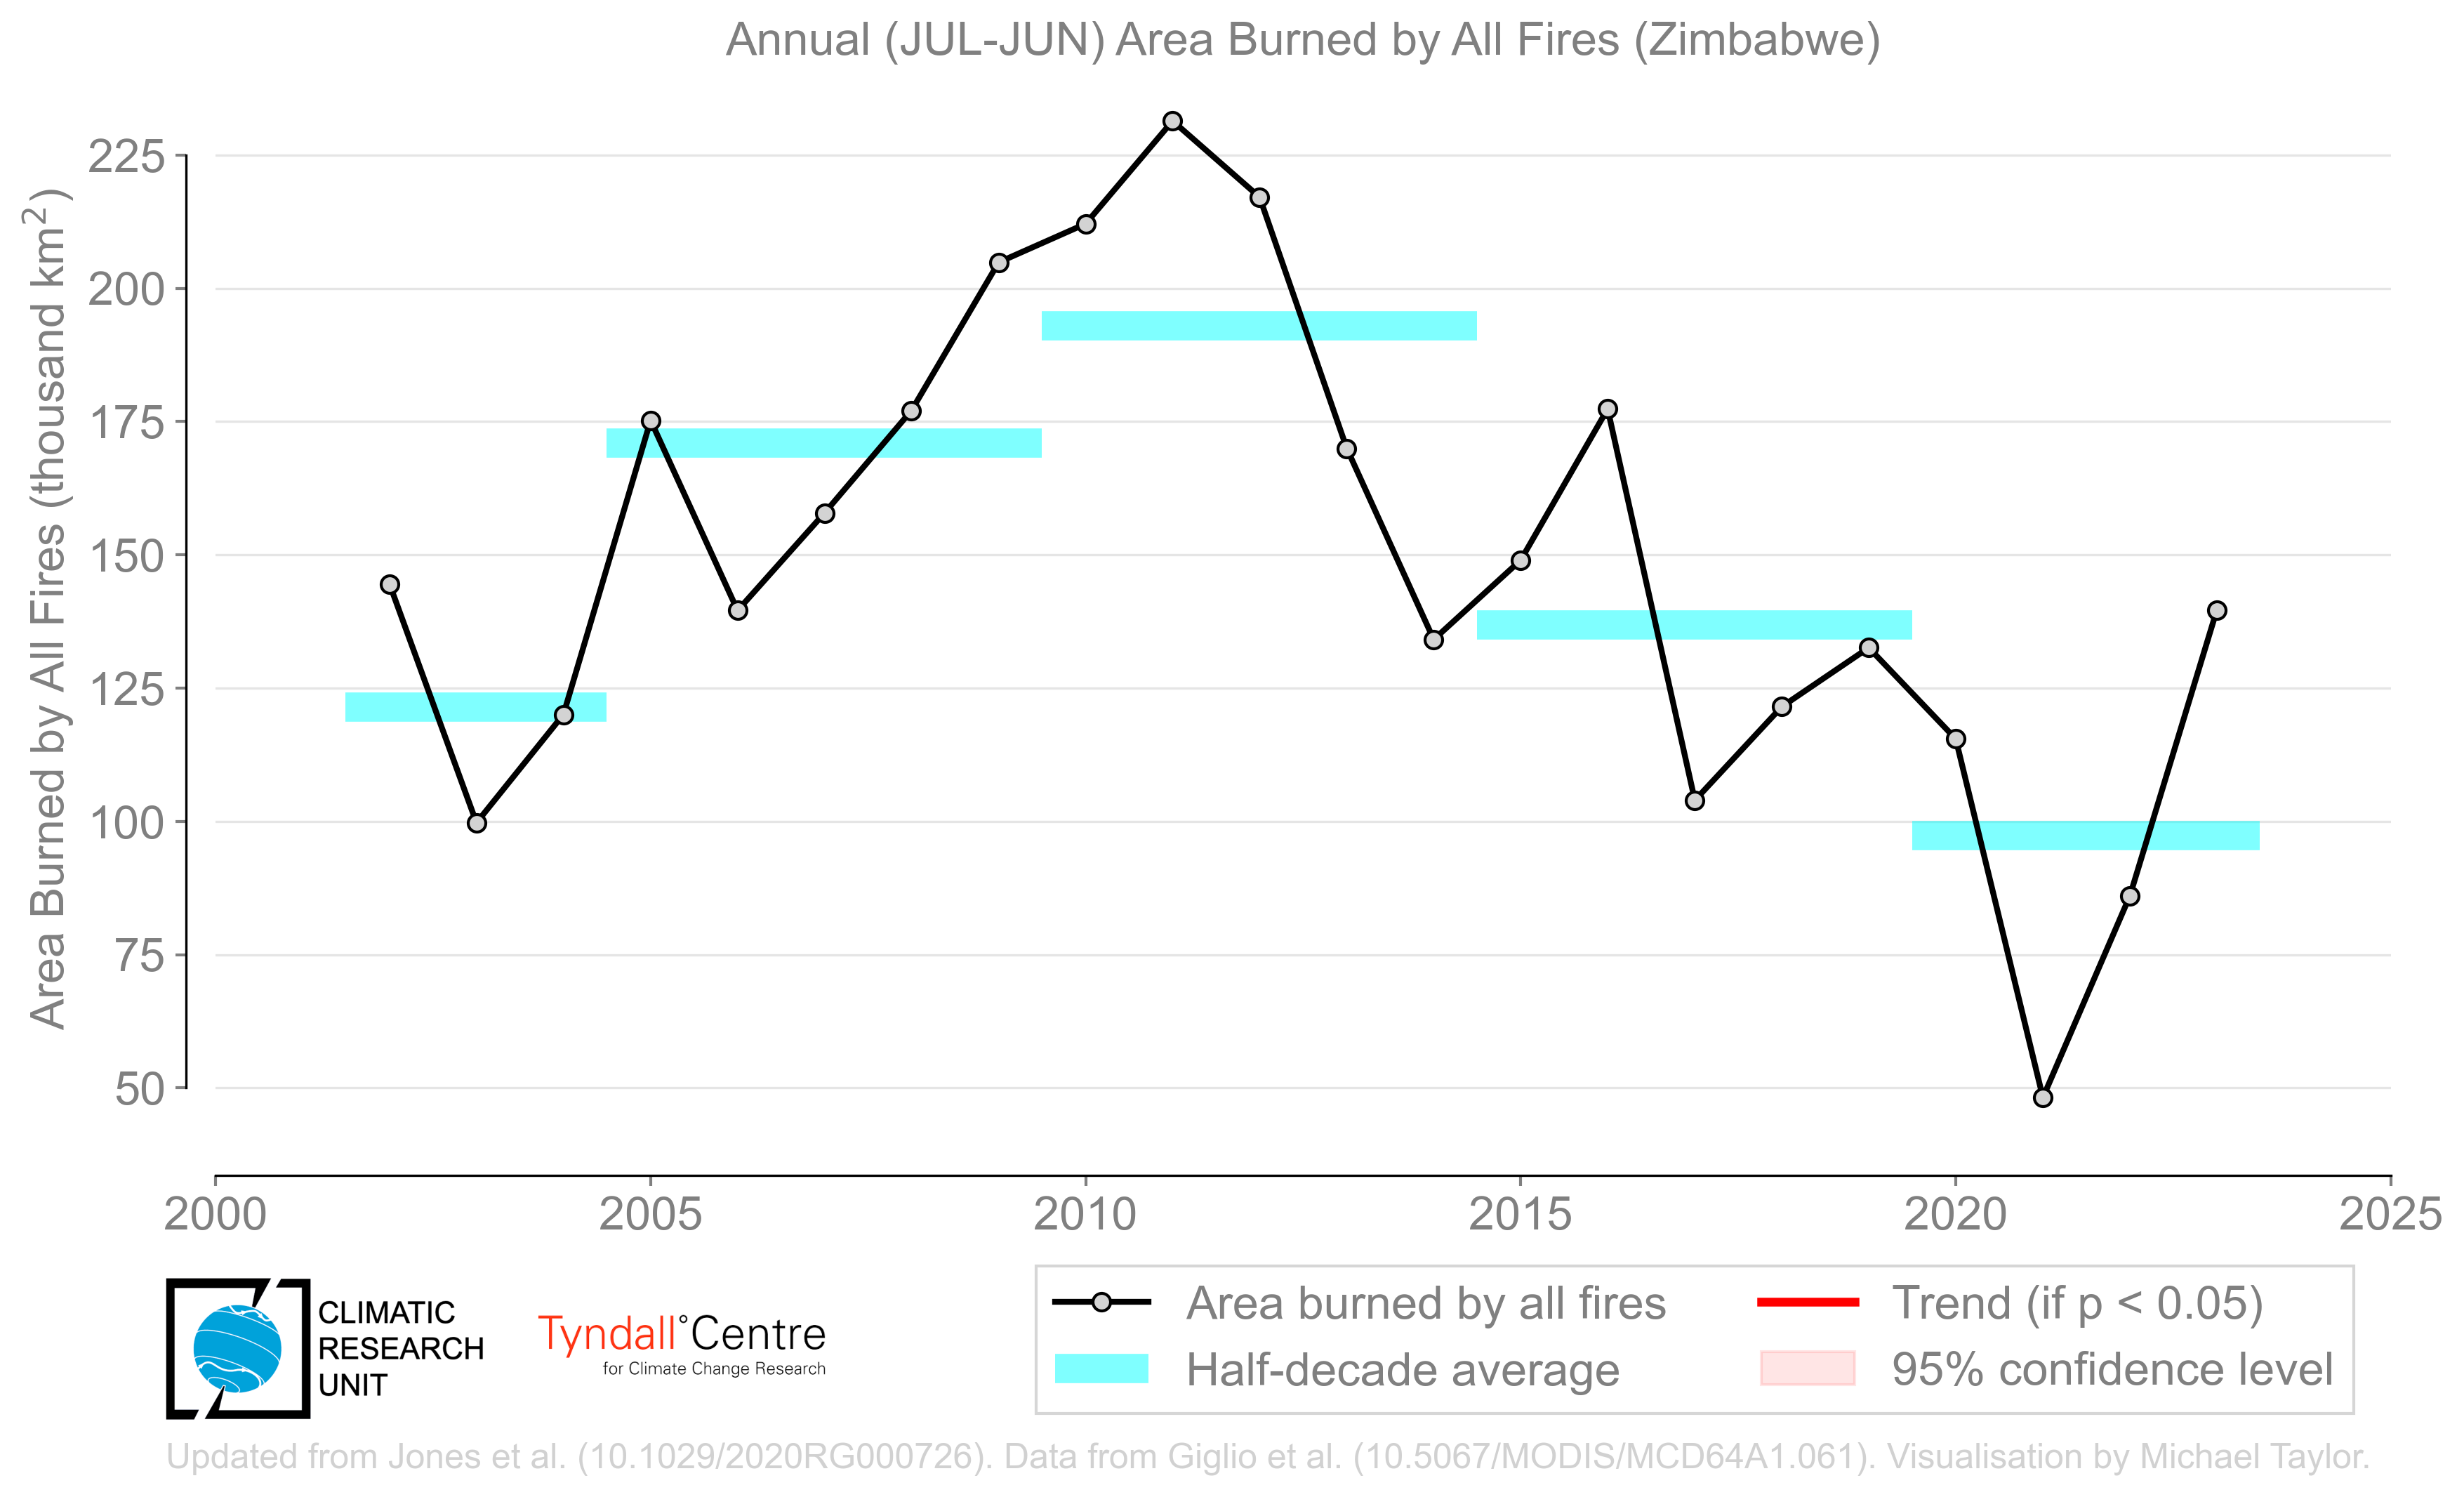 Annual (JUL-JUN) Area Burned by All Fires (Zimbabwe)
Area Burned by All Fires (thousand km²)
225
200
175
150
125
100
75
50
2000 2005 2010 2015 2020 2025
CLIMATIC
RESEARCH
UNIT
Tyndall°Centre
for Climate Change Research
Area burned by all fires
Half-decade average
Trend (if p < 0.05)
95% confidence level
Updated from Jones et al. (10.1029/2020RG000726). Data from Giglio et al. (10.5067/MODIS/MCD64A1.061). Visualisation by Michael Taylor.